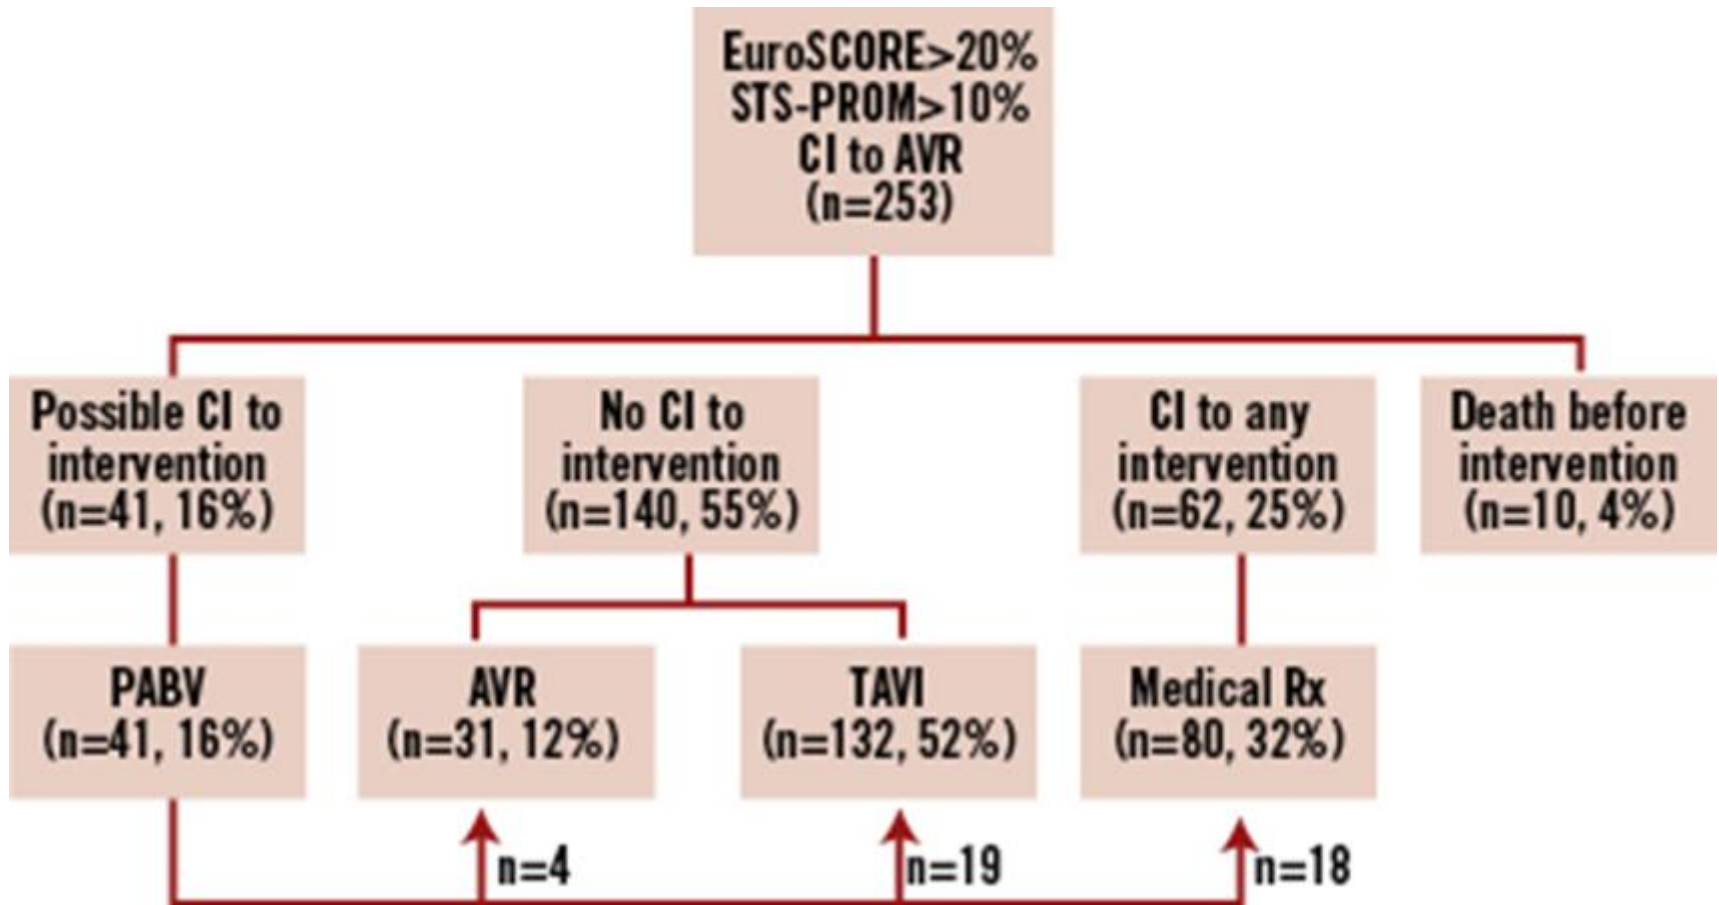 EuroSCORE>20%
STS-PROM>10%
CI to AVR
(n=253)
Possible CI to
intervention
(n=41, 16%)
No CI to
intervention
(n=140, 55%)
CI to any
intervention
(n=62, 25%)
Death before
intervention
(n=10, 4%)
PABV
(n=41, 16%)
AVR
(n=31, 12%)
TAVI
(n=132, 52%)
Medical Rx
(n=80, 32%)
n=4
n=19
n=18